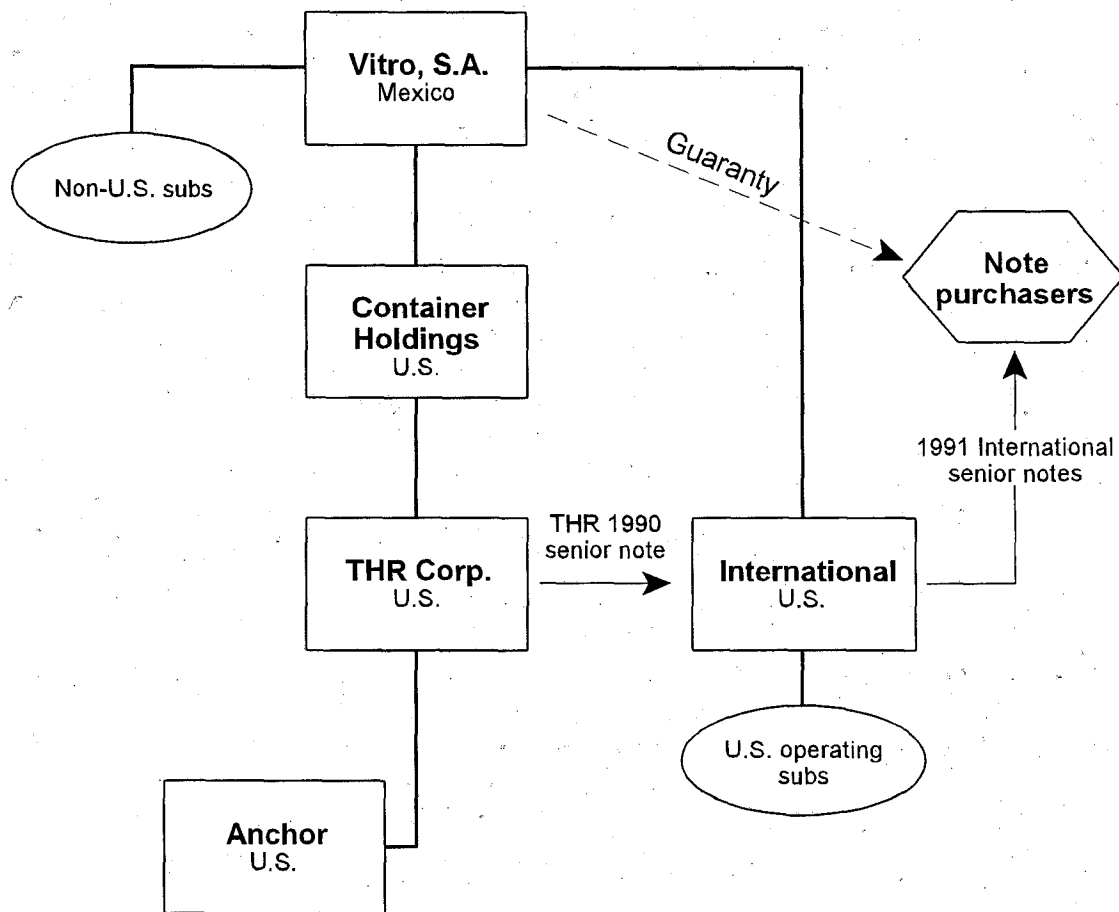 Vitro, S.A.
Mexico
Guaranty
Non-U.S. subs
Note
purchasers
Container
Holdings
U.S.
1991 International
senior notes
THR 1990
senior note
THR Corp.
U.S.
International
U.S.
U.S. operating
subs
Anchor
U.S.